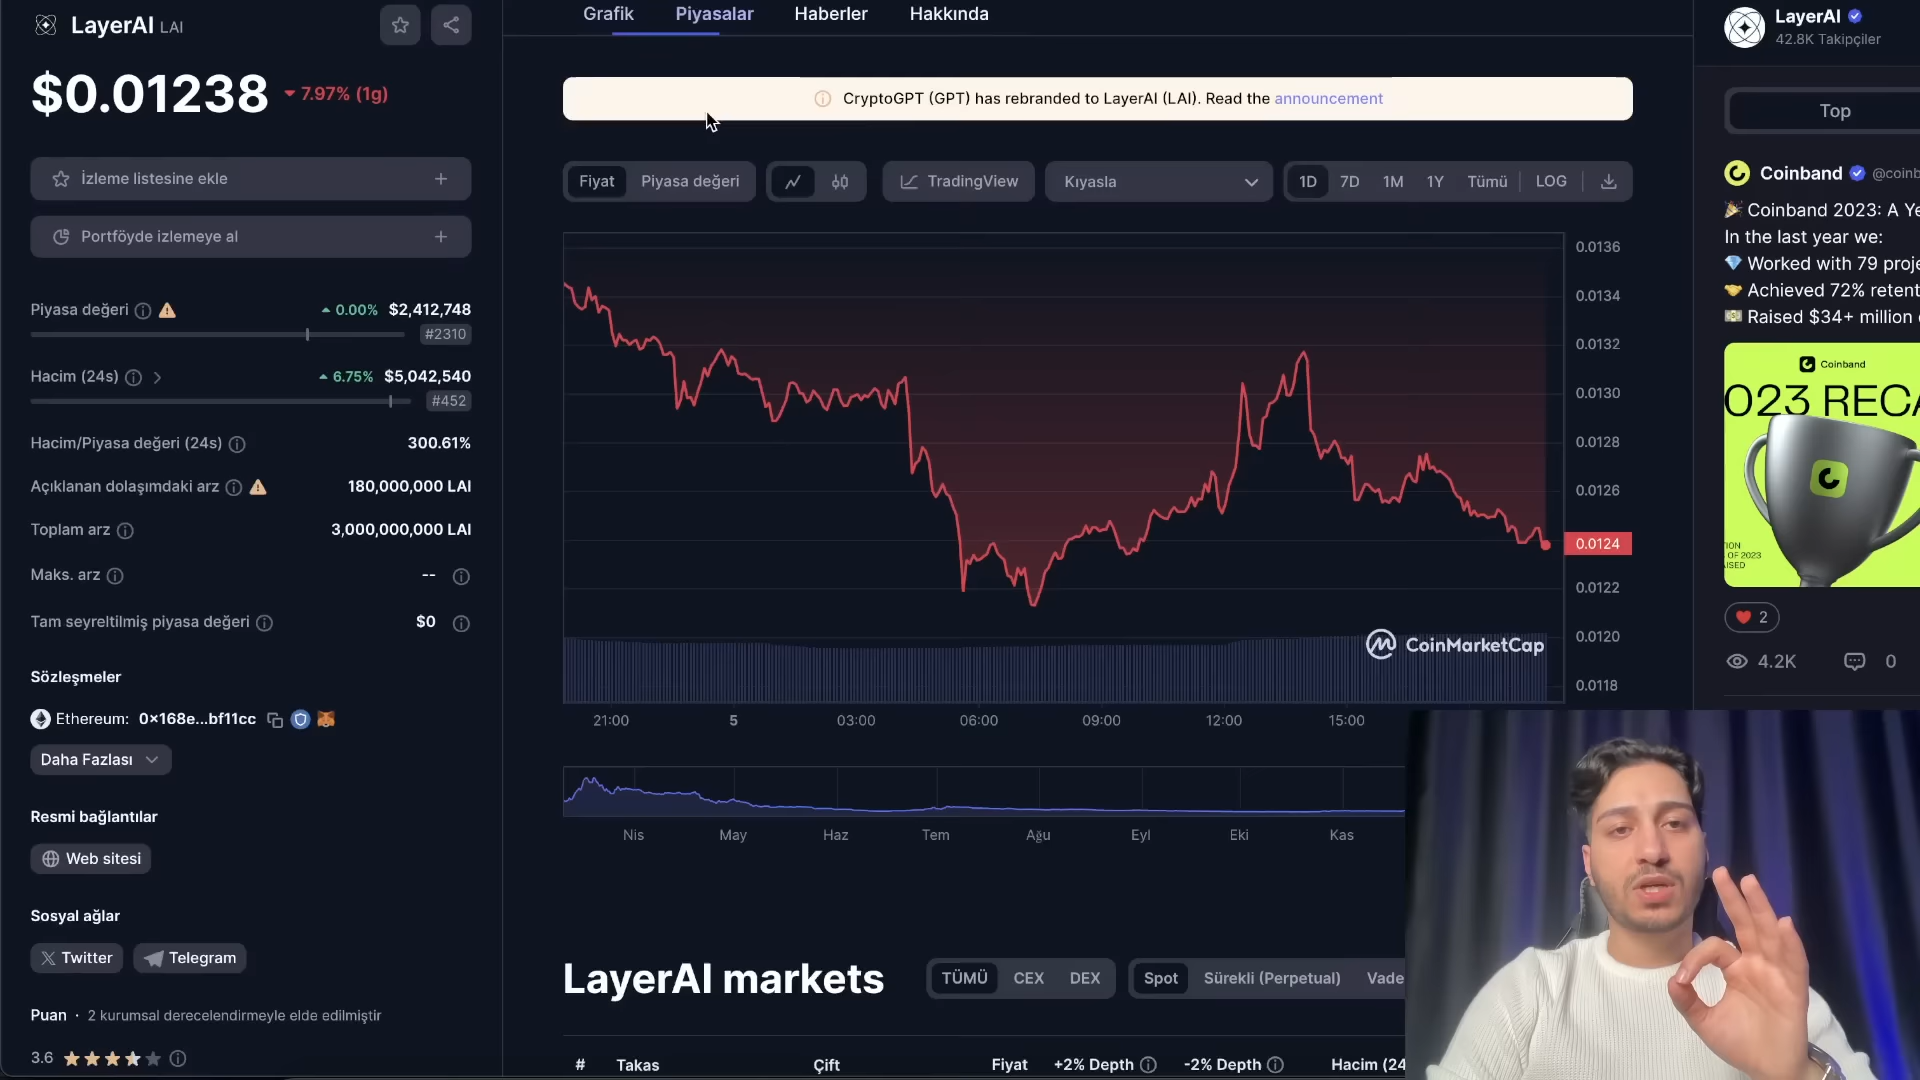 LayerAI LAI
$0.01238 7.97% (1g)
İzleme listesine ekle
Portföyde izlemeye al
Piyasa değeri 0.00% $2,412,748
#2310
Hacim (24s) 6.75% $5,042,540
#452
Hacim/Piyasa değeri (24s) 300.61%
Açıklanan dolaşımdaki arz 180,000,000 LAI
Toplam arz 3,000,000,000 LAI
Maks. arz --
Tam seyreltilmiş piyasa değeri $0
Sözleşmeler
Ethereum: 0x168e...bf11cc
Daha Fazlası
Resmi bağlantılar
Web sitesi
Sosyal ağlar
Twitter Telegram
Puan · 2 kurumsal derecelendirmeyle elde edilmiştir
3.6
Grafik Piyasalar Haberler Hakkında
CryptoGPT (GPT) has rebranded to LayerAI (LAI). Read the announcement
Fiyat Piyasa değeri TradingView Kıyasla 1D 7D 1M 1Y Tümü LOG
0.0136
0.0134
0.0132
0.0130
0.0128
0.0126
0.0124
0.0122
0.0120
0.0118
CoinMarketCap
21:00 5 03:00 06:00 09:00 12:00 15:00
Nis May Haz Tem Ağu Eyl Eki Kas
LayerAI markets TÜMÜ CEX DEX Spot Sürekli (Perpetual) Vade
# Takas Çift Fiyat +2% Depth -2% Depth Hacim (24
LayerAI
42.8K Takipçiler
Top
Coinband @coinb
Coinband 2023: A Ye
In the last year we:
Worked with 79 proje
Achieved 72% retent
Raised $34+ million
Coinband
023 RECA
OF 2023
2
4.2K 0